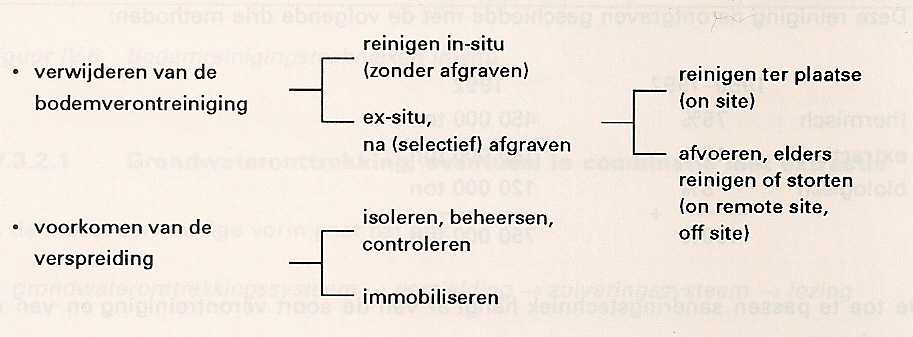 • verwijderen van de
bodemverontreiniging
reinigen in-situ
(zonder afgraven)
ex-situ,
na (selectief) afgraven
reinigen ter plaatse
(on site)
afvoeren, elders
reinigen of storten
(on remote site,
off site)
• voorkomen van de
verspreiding
isoleren, beheersen,
controleren
immobiliseren